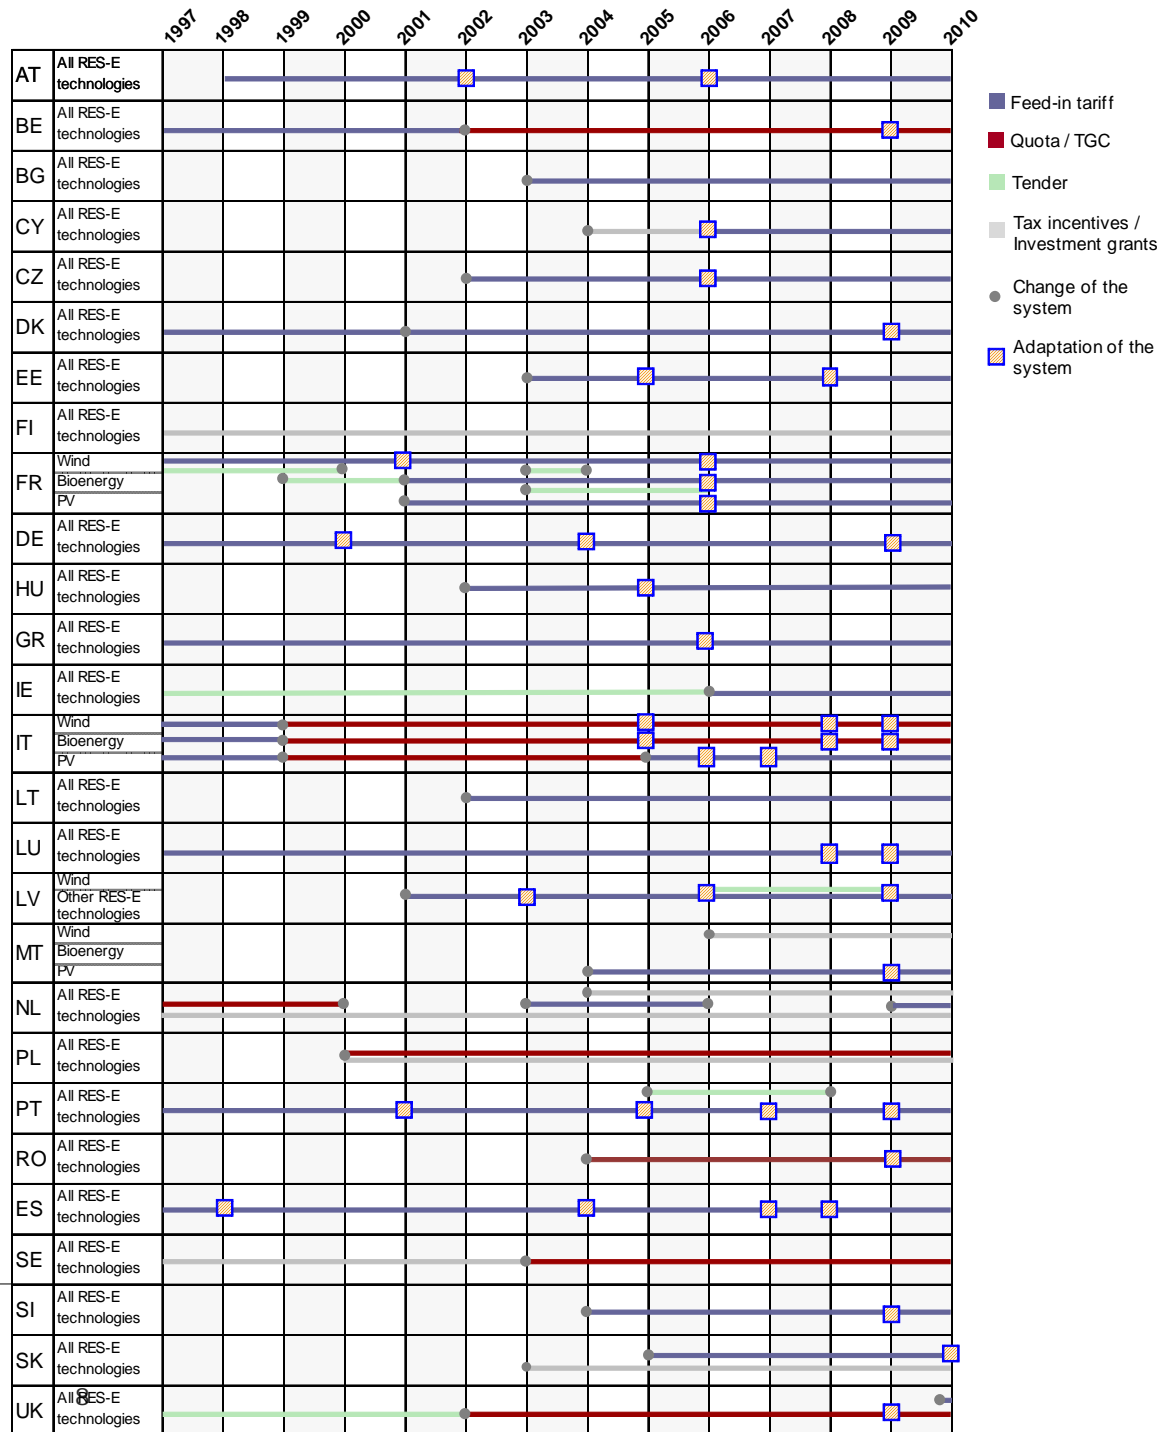 1997 1998 1999 2000 2001 2002 2003 2004 2005 2006 2007 2008 2009 2010
AT
All RES-E
technologies
BE
All RES-E
technologies
BG
All RES-E
technologies
CY
All RES-E
technologies
CZ
All RES-E
technologies
DK
All RES-E
technologies
EE
All RES-E
technologies
FI
All RES-E
technologies
FR
Wind
Bioenergy
PV
DE
All RES-E
technologies
HU
All RES-E
technologies
GR
All RES-E
technologies
IE
All RES-E
technologies
IT
Wind
Bioenergy
PV
LT
All RES-E
technologies
LU
All RES-E
technologies
LV
Wind
Other RES-E
technologies
MT
Wind
Bioenergy
PV
NL
All RES-E
technologies
PL
All RES-E
technologies
PT
All RES-E
technologies
RO
All RES-E
technologies
ES
All RES-E
technologies
SE
All RES-E
technologies
SI
All RES-E
technologies
SK
All RES-E
technologies
UK
All RES-E
technologies
8
Feed-in tariff
Quota / TGC
Tender
Tax incentives /
Investment grants
Change of the
system
Adaptation of the
system